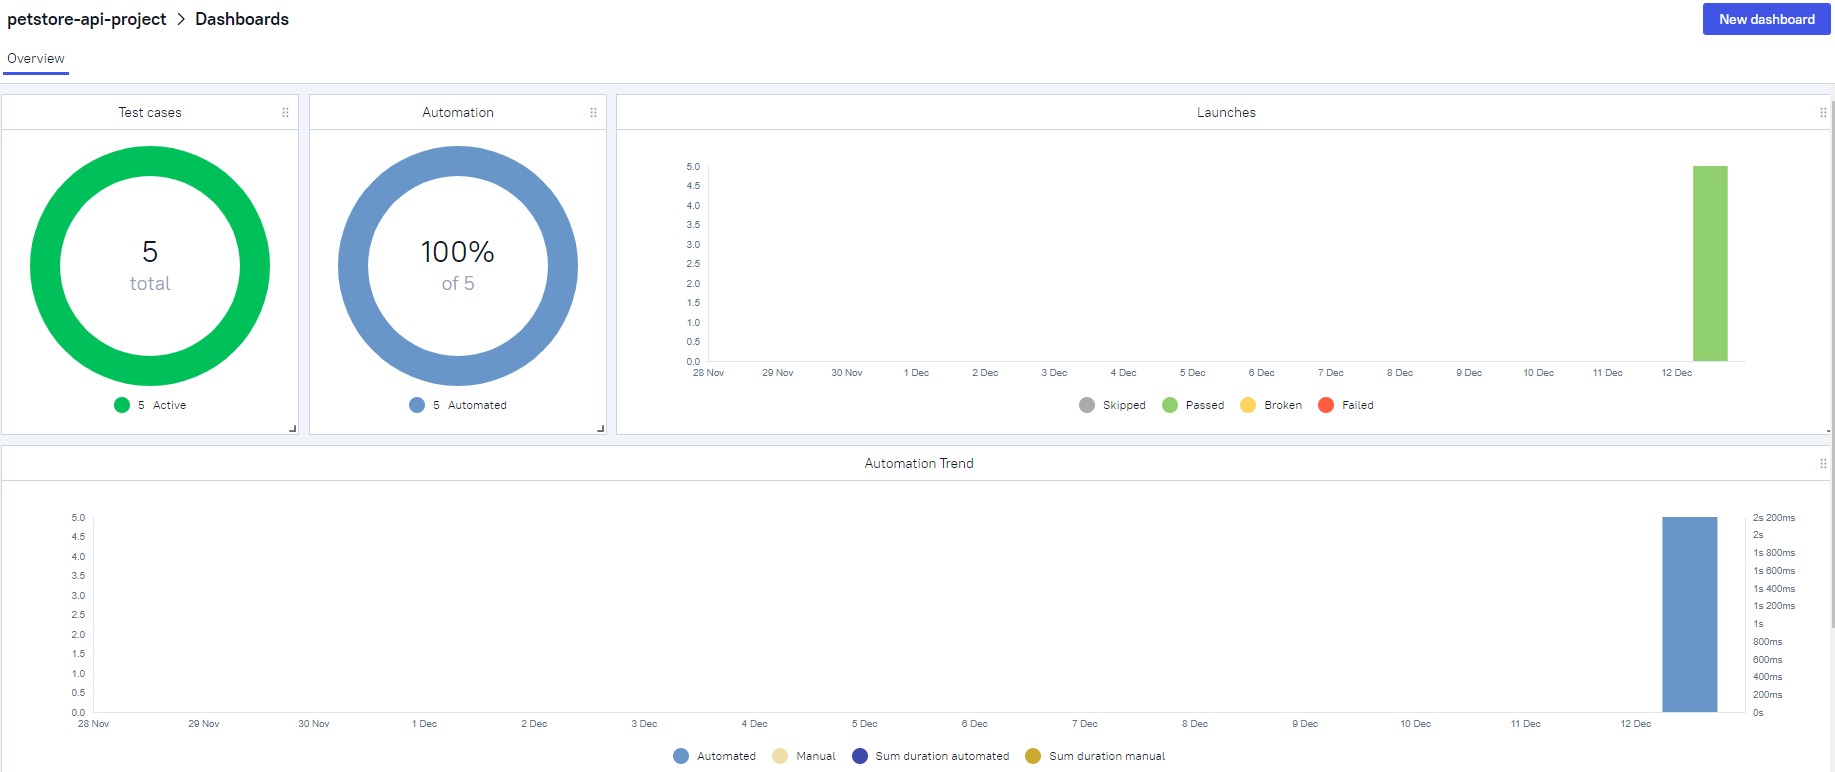 petstore-api-project > Dashboards
New dashboard
Overview
Test cases
5
total
5 Active
Automation
100%
of 5
5 Automated
Launches
5.0
4.5
4.0
3.5
3.0
2.5
2.0
1.5
1.0
0.5
0.0
28 Nov 29 Nov 30 Nov 1 Dec 2 Dec 3 Dec 4 Dec 5 Dec 6 Dec 7 Dec 8 Dec 9 Dec 10 Dec 11 Dec 12 Dec
Skipped Passed Broken Failed
Automation Trend
5.0
4.5
4.0
3.5
3.0
2.5
2.0
1.5
1.0
0.5
0.0
2s 200ms
2s
1s 800ms
1s 600ms
1s 400ms
1s 200ms
1s
800ms
600ms
400ms
200ms
0s
28 Nov 29 Nov 30 Nov 1 Dec 2 Dec 3 Dec 4 Dec 5 Dec 6 Dec 7 Dec 8 Dec 9 Dec 10 Dec 11 Dec 12 Dec
Automated Manual Sum duration automated Sum duration manual